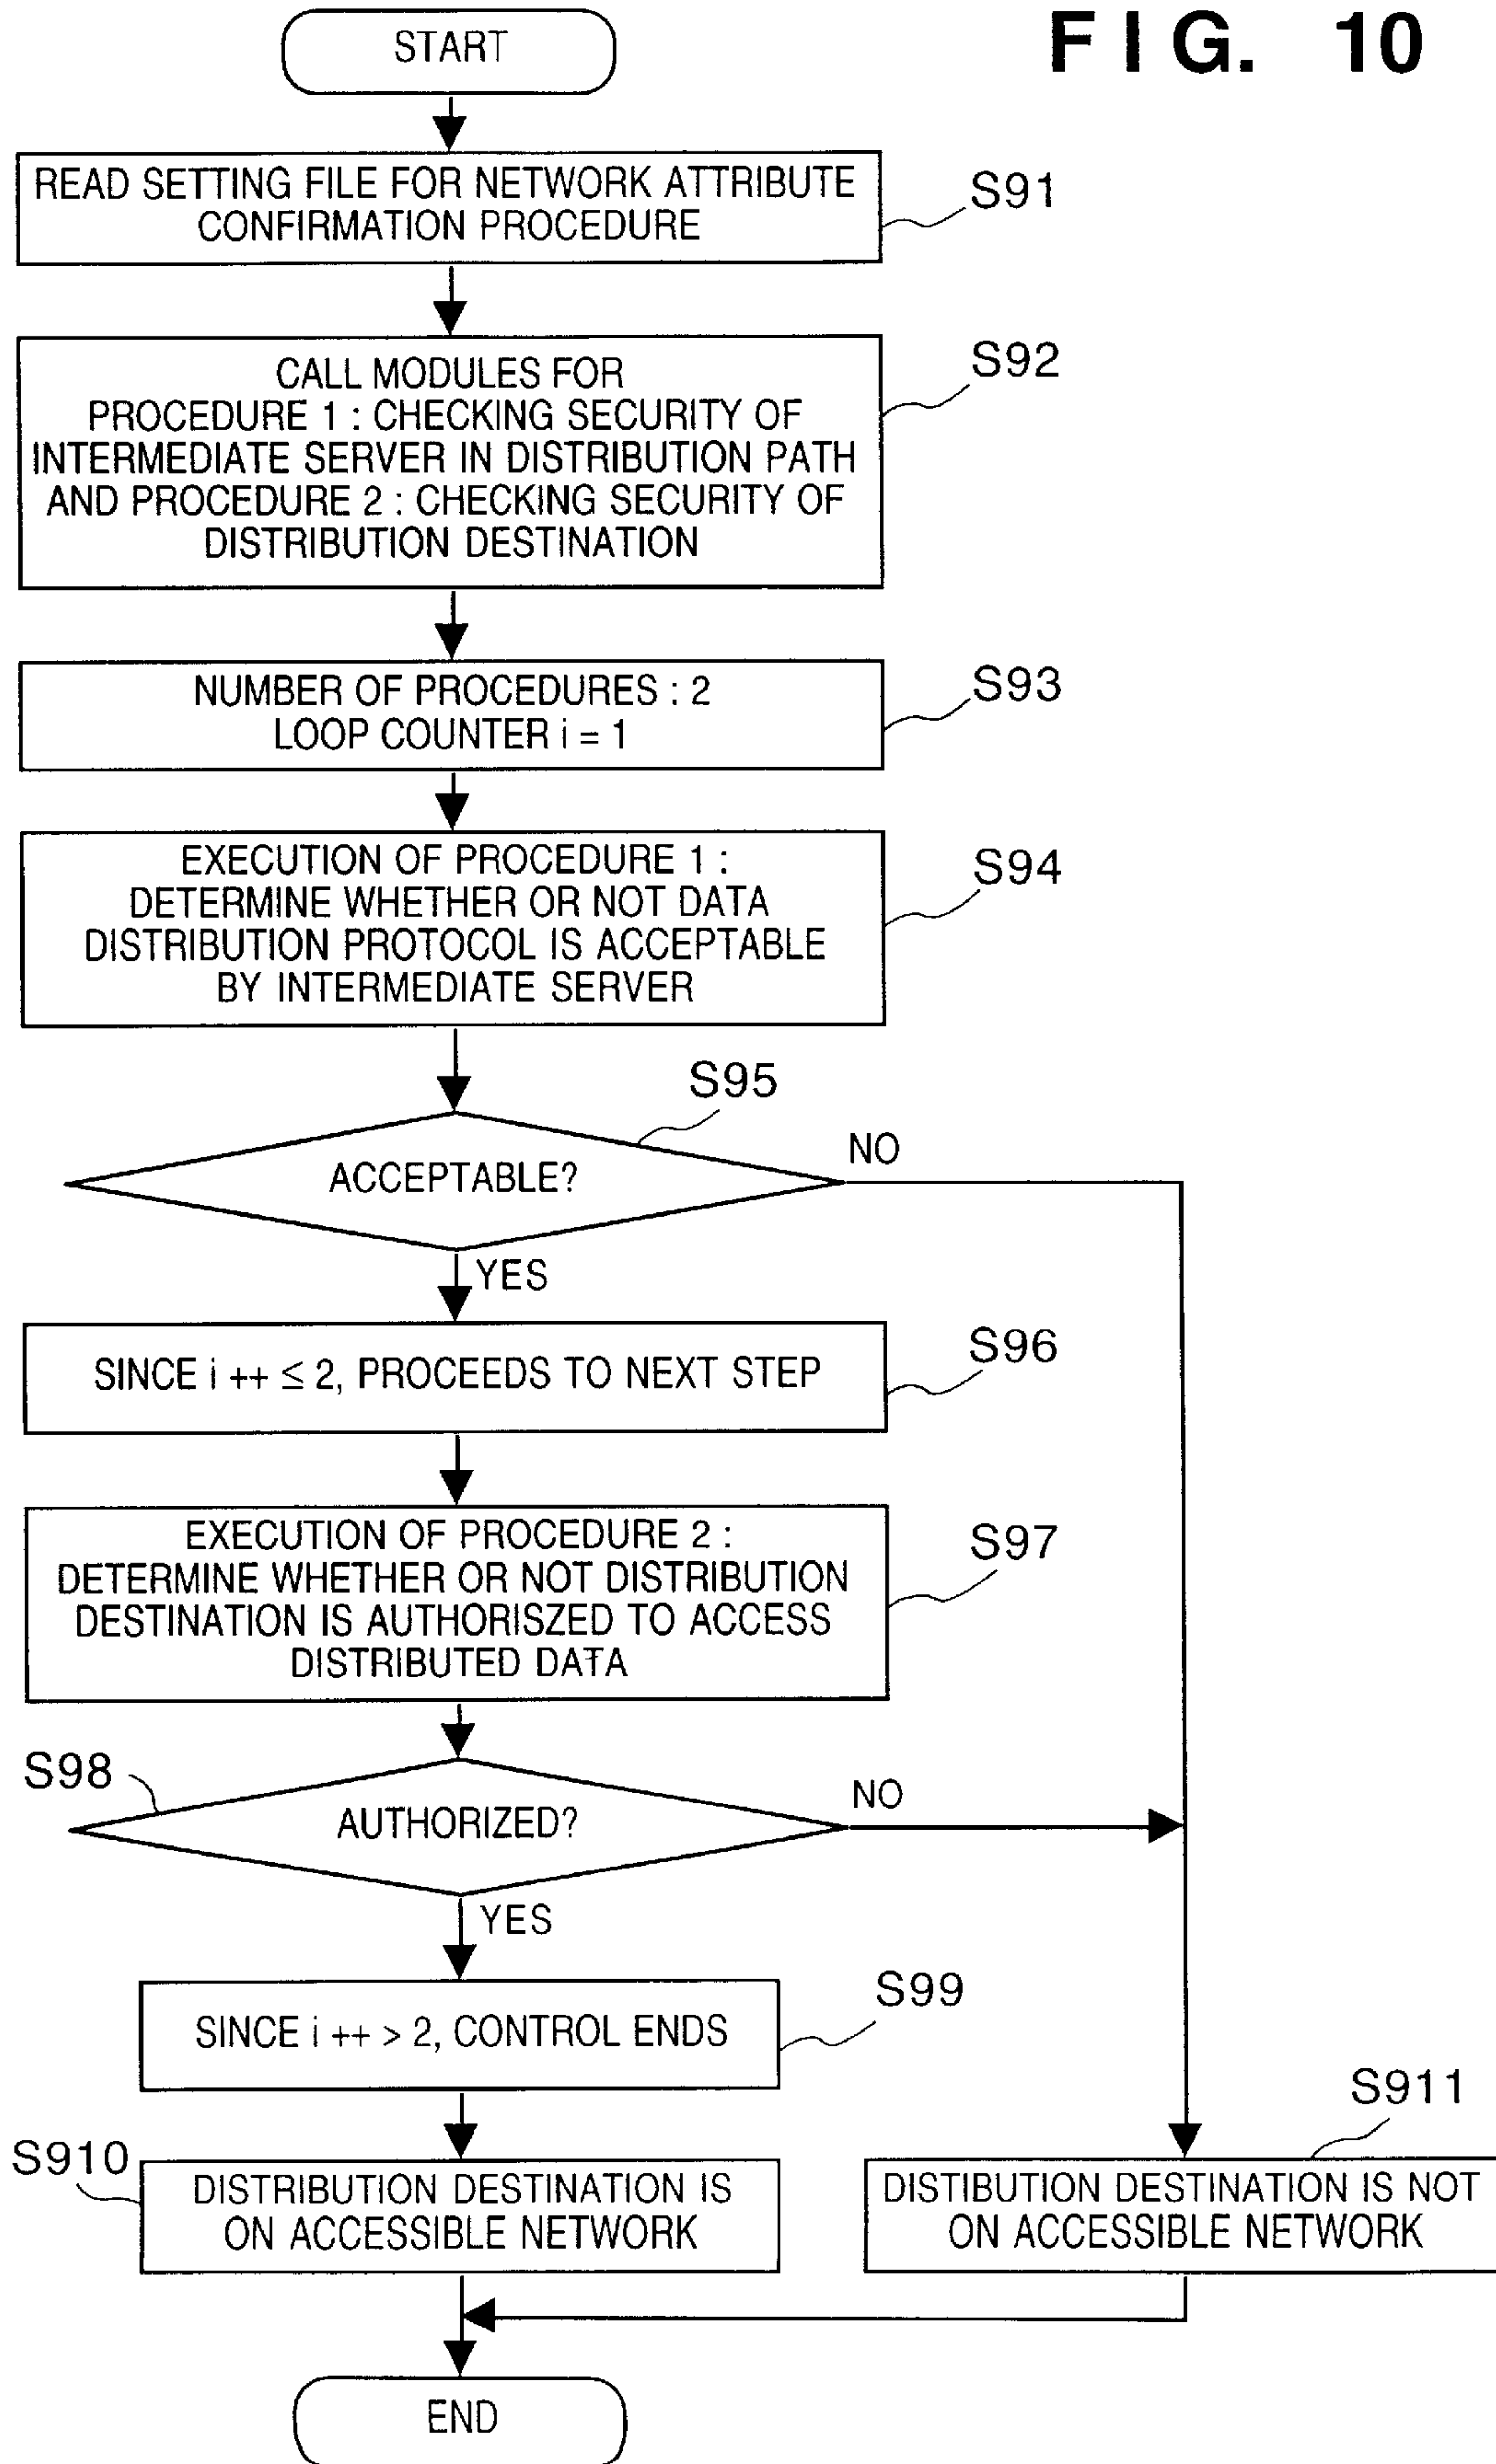 FIG. 10
START
READ SETTING FILE FOR NETWORK ATTRIBUTE
CONFIRMATION PROCEDURE
S91
CALL MODULES FOR
PROCEDURE 1 : CHECKING SECURITY OF
INTERMEDIATE SERVER IN DISTRIBUTION PATH
AND PROCEDURE 2 : CHECKING SECURITY OF
DISTRIBUTION DESTINATION
S92
NUMBER OF PROCEDURES : 2
LOOP COUNTER i = 1
S93
EXECUTION OF PROCEDURE 1 :
DETERMINE WHETHER OR NOT DATA
DISTRIBUTION PROTOCOL IS ACCEPTABLE
BY INTERMEDIATE SERVER
S94
S95
ACCEPTABLE?
NO
YES
SINCE i ++ ≤ 2, PROCEEDS TO NEXT STEP
S96
EXECUTION OF PROCEDURE 2 :
DETERMINE WHETHER OR NOT DISTRIBUTION
DESTINATION IS AUTHORISZED TO ACCESS
DISTRIBUTED DATA
S97
S98
AUTHORIZED?
NO
YES
SINCE i ++ > 2, CONTROL ENDS
S99
S910
DISTRIBUTION DESTINATION IS
ON ACCESSIBLE NETWORK
S911
DISTIBUTION DESTINATION IS NOT
ON ACCESSIBLE NETWORK
END